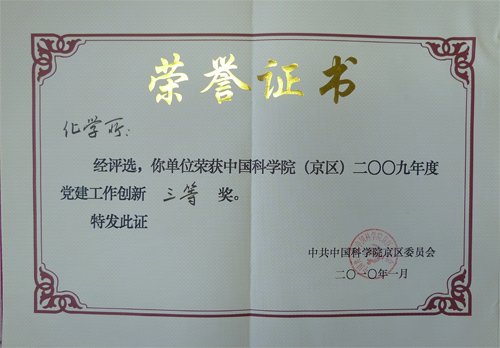 荣誉证书
化学所:
经评选,你单位荣获中国科学院(京区)二〇〇九年度
党建工作创新 三等 奖。
特发此证
中共中国科学院京区委员会
二〇一〇年一月